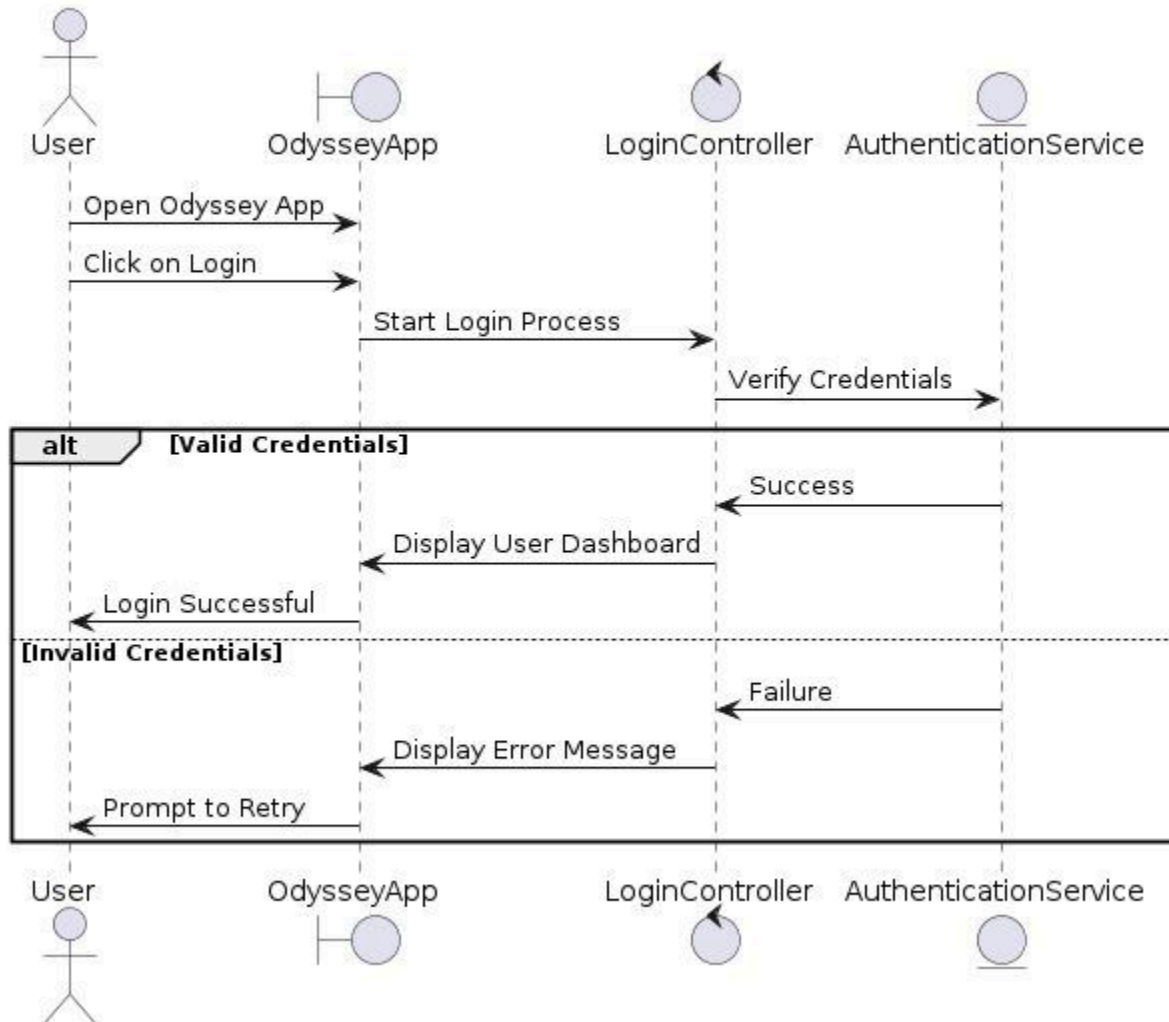 User OdysseyApp LoginController AuthenticationService
Open Odyssey App
Click on Login
Start Login Process
Verify Credentials
alt [Valid Credentials]
Success
Display User Dashboard
Login Successful
[Invalid Credentials]
Failure
Display Error Message
Prompt to Retry
User OdysseyApp LoginController AuthenticationService